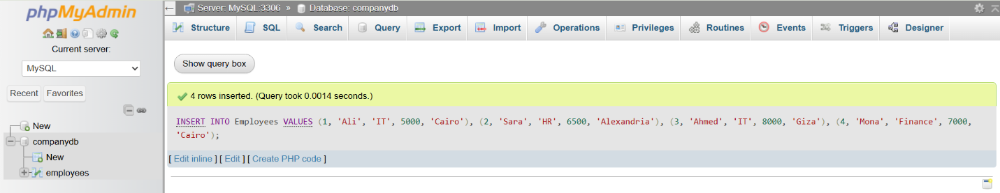 phpMyAdmin
Current server:
MySQL
Recent
Favorites
New
companydb
New
employees
Server: MySQL:3306 » Database: companydb
Structure
SQL
Search
Query
Export
Import
Operations
Privileges
Routines
Events
Triggers
Designer
Show query box
4 rows inserted. (Query took 0.0014 seconds.)
INSERT INTO Employees VALUES (1, 'Ali', 'IT', 5000, 'Cairo'), (2, 'Sara', 'HR', 6500, 'Alexandria'), (3, 'Ahmed', 'IT', 8000, 'Giza'), (4, 'Mona', 'Finance', 7000,
'Cairo');
[ Edit inline ] [ Edit ] [ Create PHP code ]